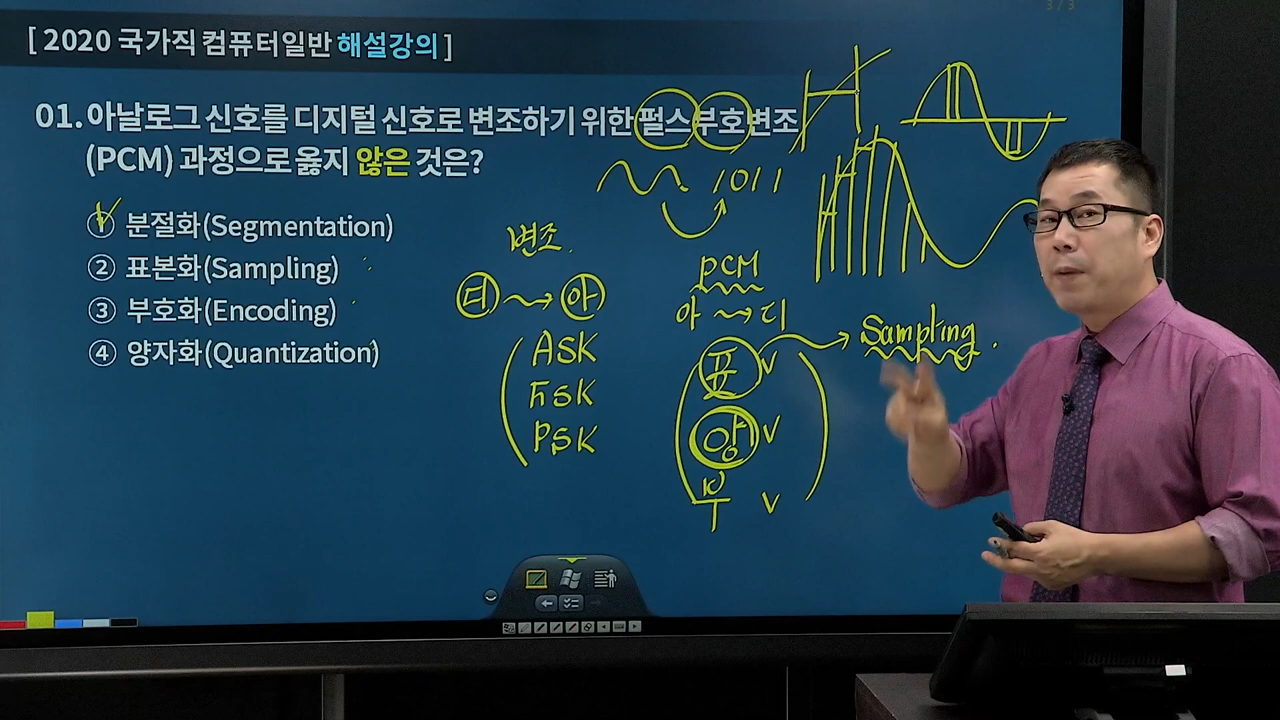 3/3
[ 2020 국가직 컴퓨터일반 해설강의 ]
01. 아날로그 신호를 디지털 신호로 변조하기 위한 펄스부호변조
(PCM) 과정으로 옳지 않은 것은?
① 분절화(Segmentation)
② 표본화(Sampling)
③ 부호화(Encoding)
④ 양자화(Quantization)
1011
변조
디 아
ASK
FSK
PSK
PCM
아 디
표
양
부
Sampling